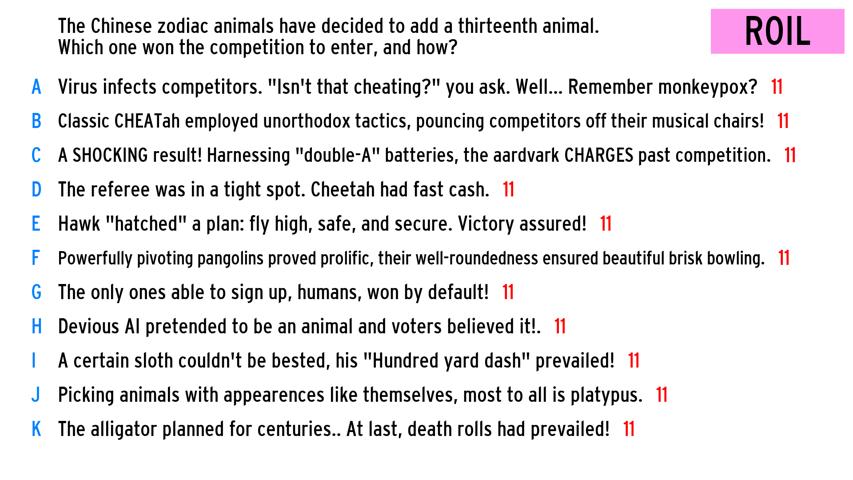 The Chinese zodiac animals have decided to add a thirteenth animal.
Which one won the competition to enter, and how?
ROIL
A Virus infects competitors. "Isn't that cheating?" you ask. Well... Remember monkeypox? 11
B Classic CHEATah employed unorthodox tactics, pouncing competitors off their musical chairs! 11
C A SHOCKING result! Harnessing "double-A" batteries, the aardvark CHARGES past competition. 11
D The referee was in a tight spot. Cheetah had fast cash. 11
E Hawk "hatched" a plan: fly high, safe, and secure. Victory assured! 11
F Powerfully pivoting pangolins proved prolific, their well-roundedness ensured beautiful brisk bowling. 11
G The only ones able to sign up, humans, won by default! 11
H Devious AI pretended to be an animal and voters believed it!. 11
I A certain sloth couldn't be bested, his "Hundred yard dash" prevailed! 11
J Picking animals with appearences like themselves, most to all is platypus. 11
K The alligator planned for centuries.. At last, death rolls had prevailed! 11